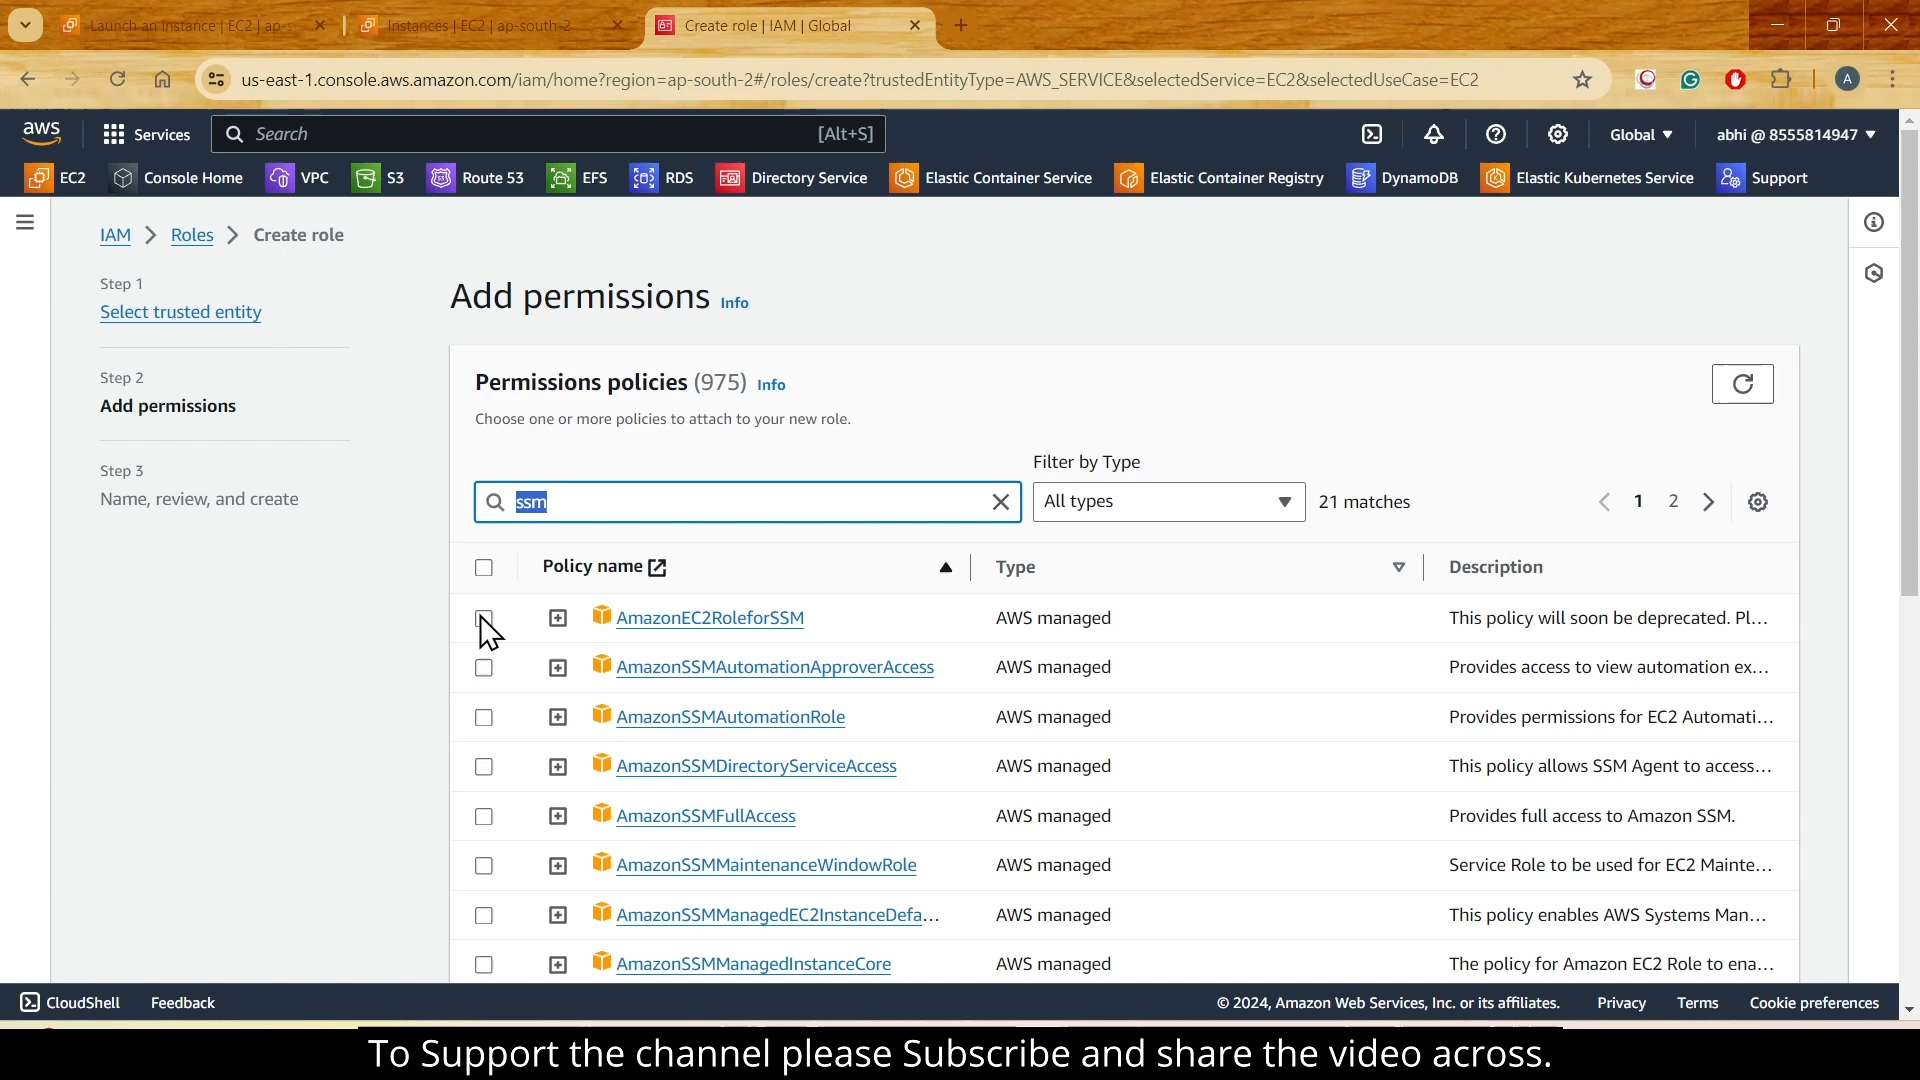 Launch an instance | EC2 | ap-s
Instances | EC2 | ap-south-2
Create role | IAM | Global
us-east-1.console.aws.amazon.com/iam/home?region=ap-south-2#/roles/create?trustedEntityType=AWS_SERVICE&selectedService=EC2&selectedUseCase=EC2
A
aws
Services
Search
[Alt+S]
Global
abhi @ 8555814947
EC2
Console Home
VPC
S3
Route 53
EFS
RDS
Directory Service
Elastic Container Service
Elastic Container Registry
DynamoDB
Elastic Kubernetes Service
Support
IAM
Roles
Create role
Step 1
Select trusted entity
Step 2
Add permissions
Step 3
Name, review, and create
Add permissions Info
Permissions policies (975) Info
Choose one or more policies to attach to your new role.
Filter by Type
ssm
All types
21 matches
1
2
Policy name
Type
Description
AmazonEC2RoleforSSM
AWS managed
This policy will soon be deprecated. Pl...
AmazonSSMAutomationApproverAccess
AWS managed
Provides access to view automation ex...
AmazonSSMAutomationRole
AWS managed
Provides permissions for EC2 Automati...
AmazonSSMDirectoryServiceAccess
AWS managed
This policy allows SSM Agent to access...
AmazonSSMFullAccess
AWS managed
Provides full access to Amazon SSM.
AmazonSSMMaintenanceWindowRole
AWS managed
Service Role to be used for EC2 Mainte...
AmazonSSMManagedEC2InstanceDefa...
AWS managed
This policy enables AWS Systems Man...
AmazonSSMManagedInstanceCore
AWS managed
The policy for Amazon EC2 Role to ena...
CloudShell
Feedback
© 2024, Amazon Web Services, Inc. or its affiliates.
Privacy
Terms
Cookie preferences
To Support the channel please Subscribe and share the video across.